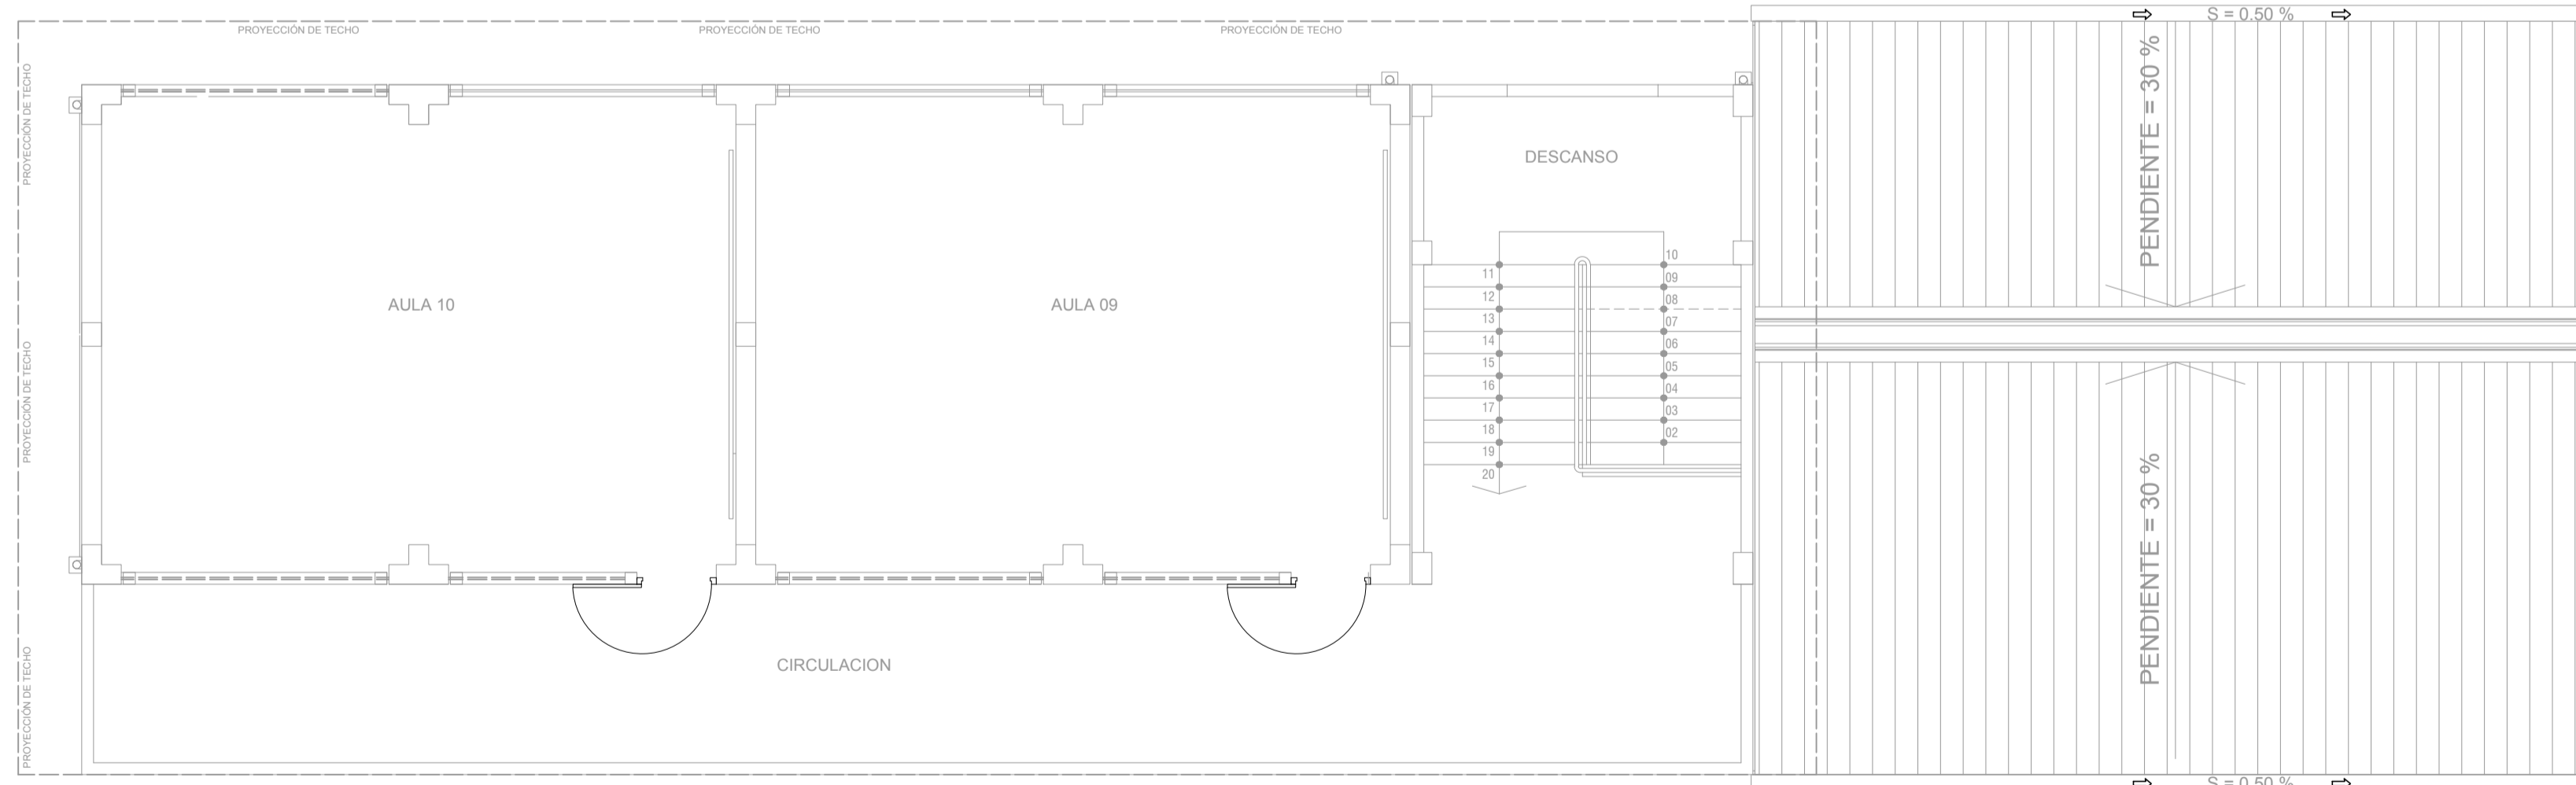 S = 0.50 %
PROYECCIÓN DE TECHO
PROYECCIÓN DE TECHO
PROYECCIÓN DE TECHO
PROYECCIÓN DE TECHO
PENDIENTE = 30 %
DESCANSO
10
11
09
12
08
13
07
14
06
15
05
16
04
17
03
18
02
19
20
AULA 10
AULA 09
PROYECCIÓN DE TECHO
PENDIENTE = 30 %
CIRCULACION
PROYECCIÓN DE TECHO
S = 0.50 %